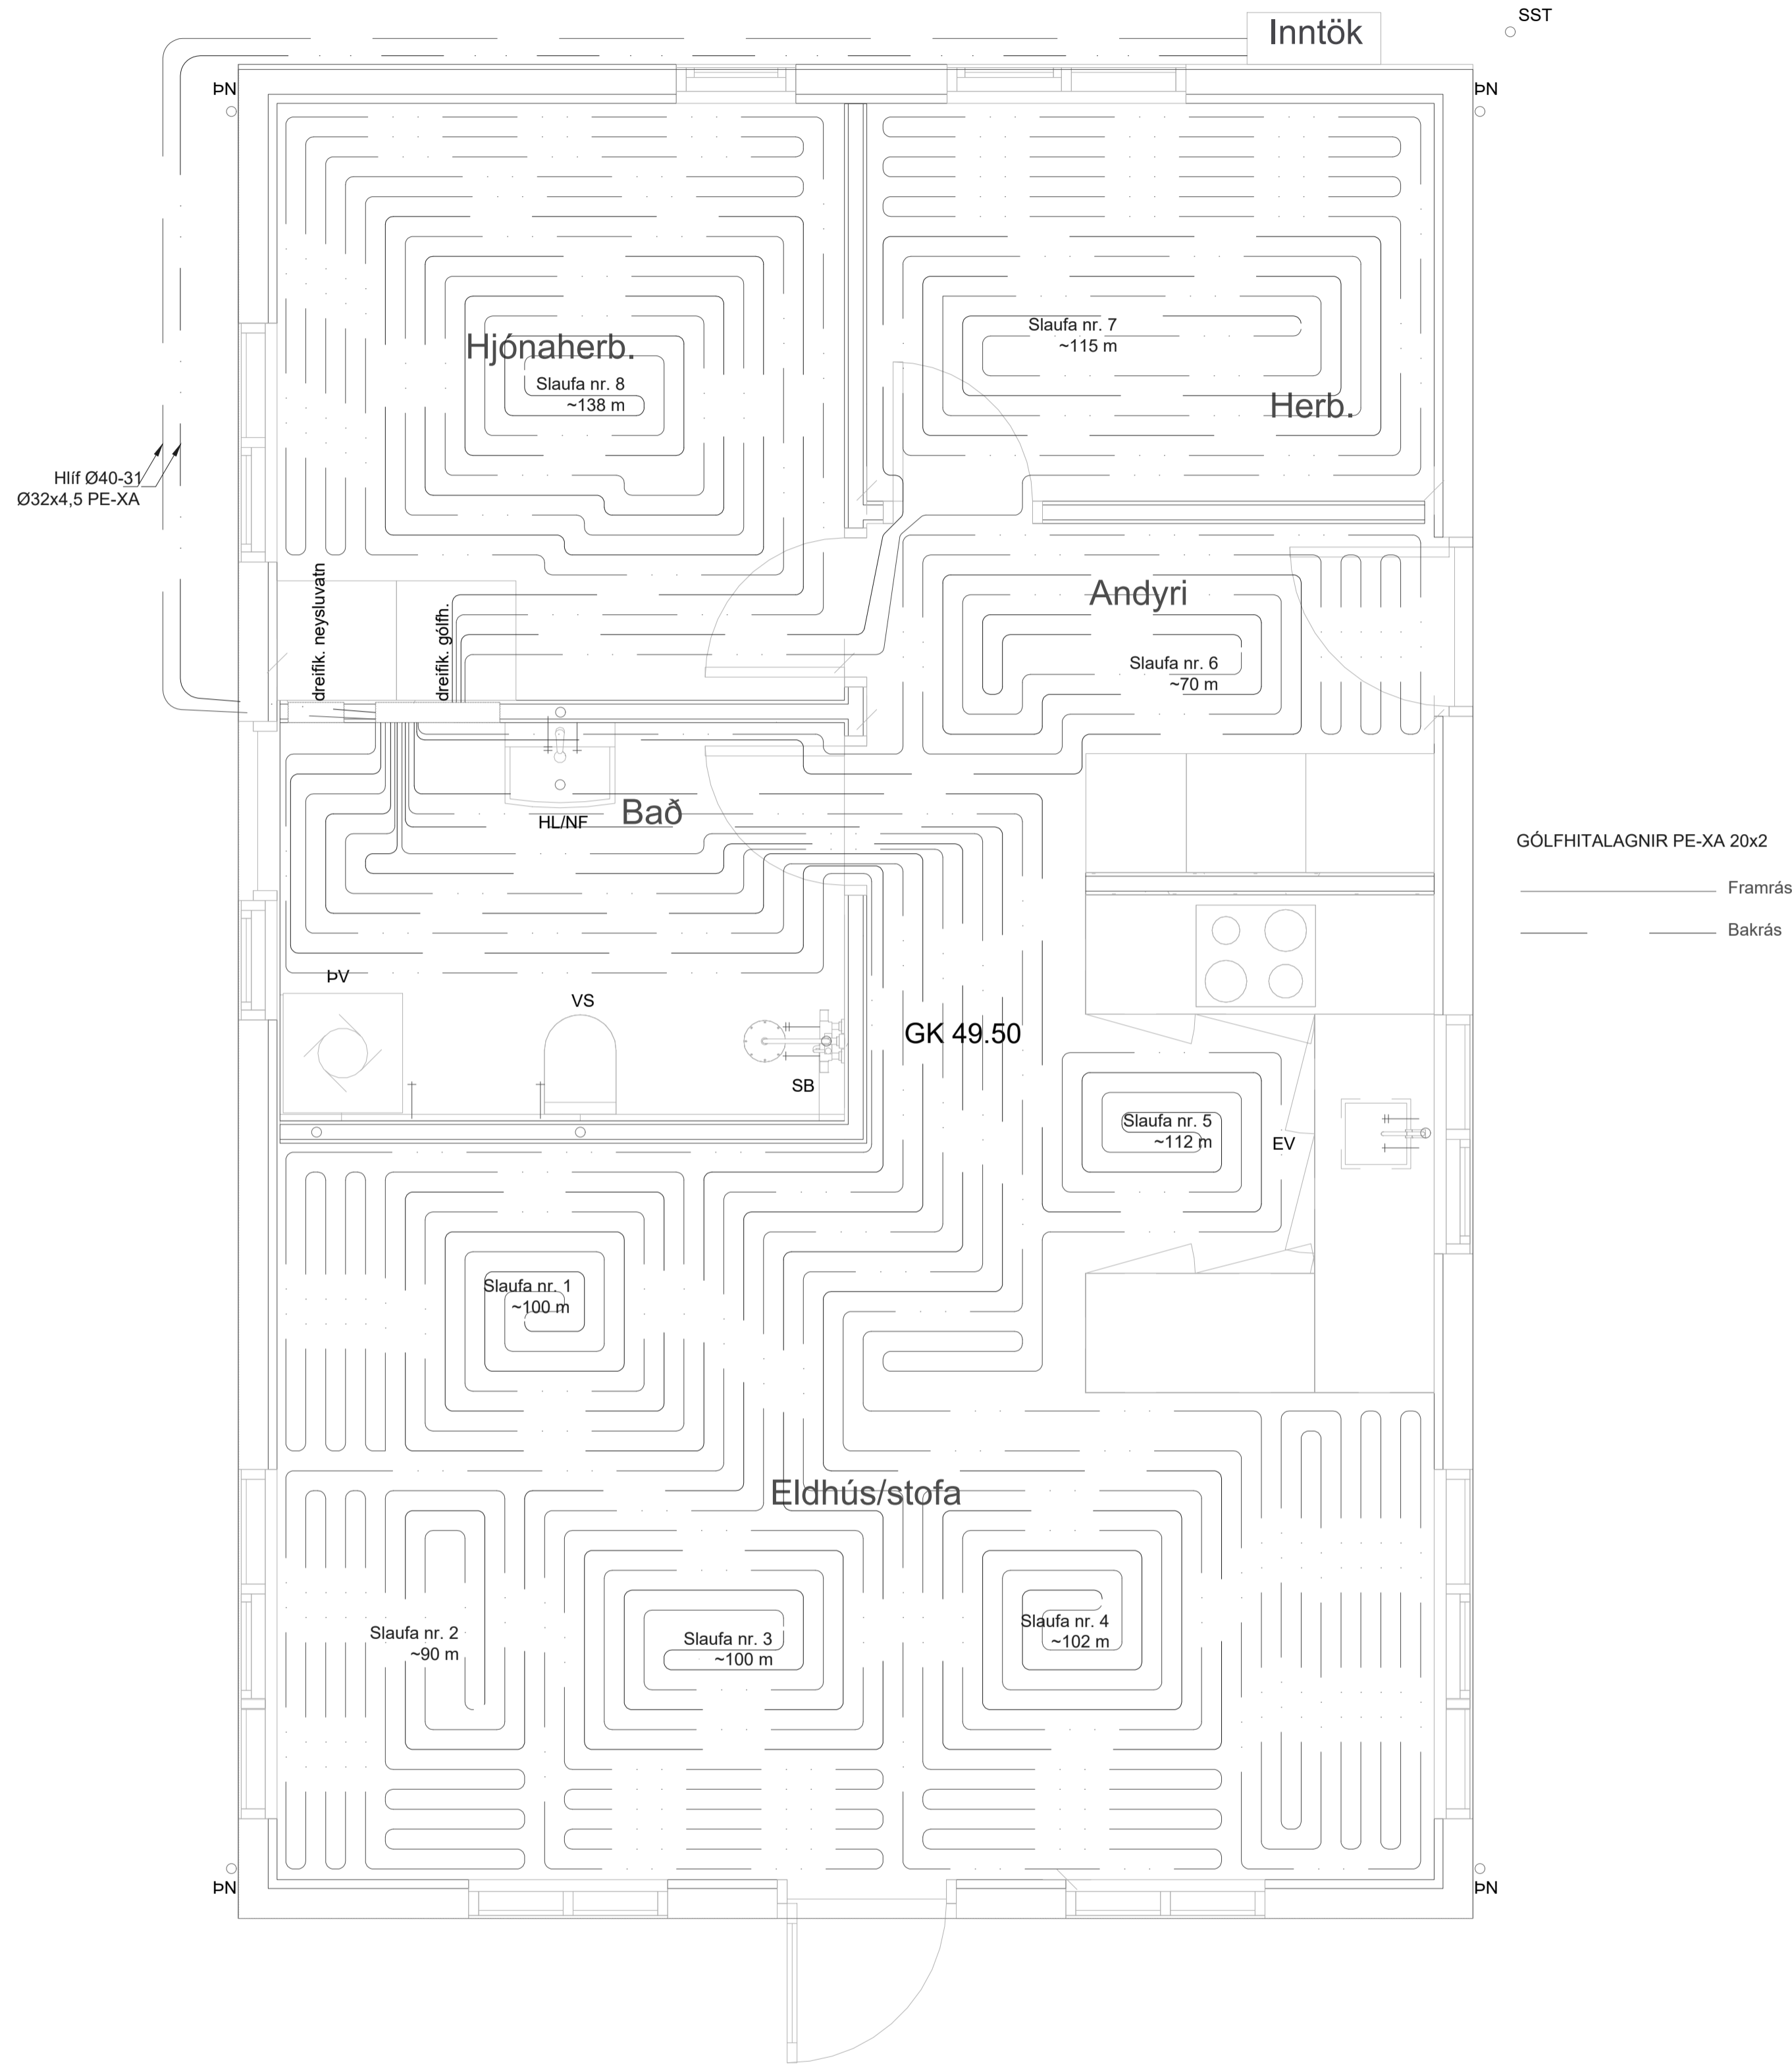 SST
Inntök
ÞN
ÞN
Slaufa nr. 7
~115 m
Hjónaherb.
Slaufa nr. 8
~138 m
Herb.
Hlíf Ø40-31
Ø32x4,5 PE-XA
dreifik. neysluvatn
dreifik. gólfh.
Andyri
Slaufa nr. 6
~70 m
Bað
HL/NF
GÓLFHITALAGNIR PE-XA 20x2
Framrás
Bakrás
ÞV
VS
GK 49.50
SB
Slaufa nr. 5
~112 m
EV
Slaufa nr. 1
~100 m
Eldhús/stofa
Slaufa nr. 4
~102 m
Slaufa nr. 2
~90 m
Slaufa nr. 3
~100 m
ÞN
ÞN